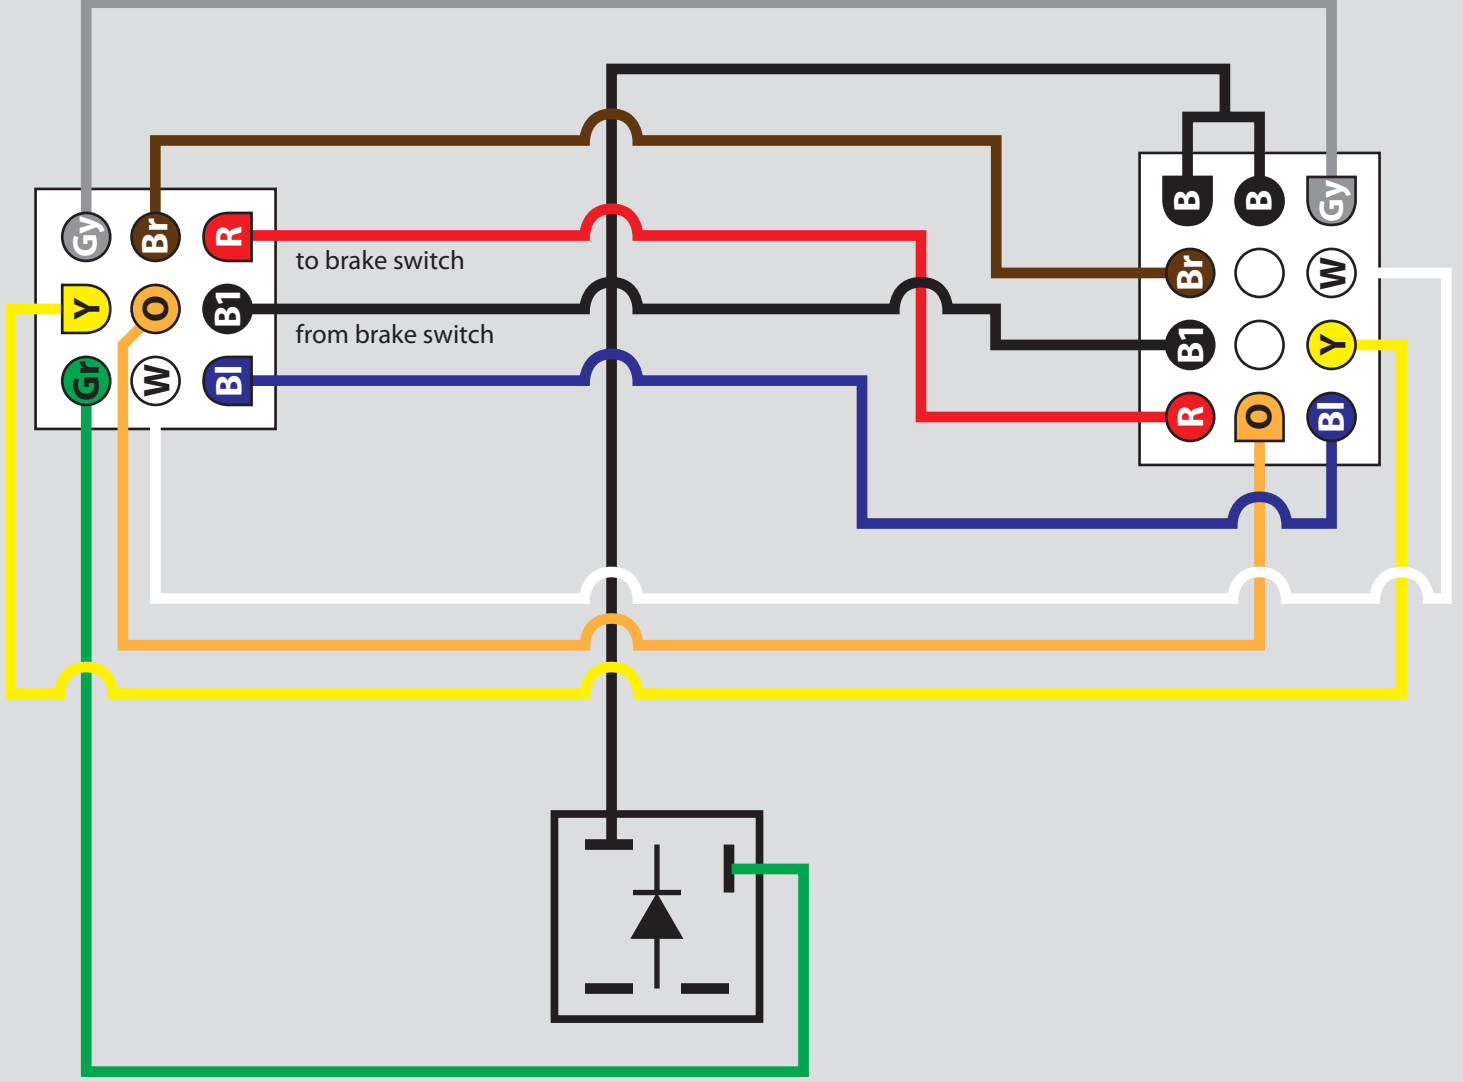 Gy Br R
to brake switch
Y O B1
from brake switch
Gr W Bl
B B Gy
Br W
B1 Y
R O Bl